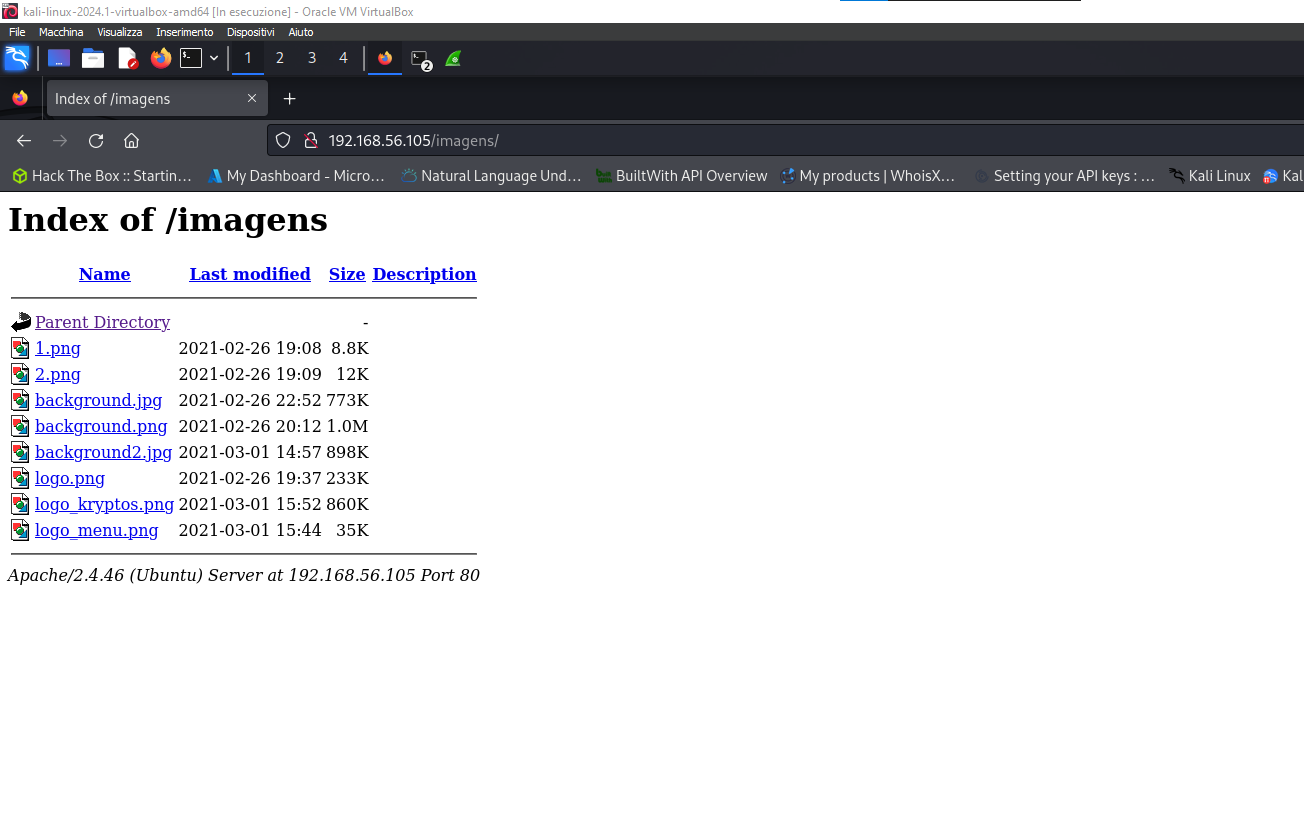 kali-linux-2024.1-virtualbox-amd64 [In esecuzione] - Oracle VM VirtualBox
File Macchina Visualizza Inserimento Dispositivi Aiuto
1 2 3 4 2
Index of /imagens
192.168.56.105/imagens/
Hack The Box :: Startin… My Dashboard - Micro… Natural Language Und… BuiltWith API Overview My products | WhoisX… Setting your API keys : … Kali Linux Kal
Index of /imagens
Name Last modified Size Description
Parent Directory -
1.png 2021-02-26 19:08 8.8K
2.png 2021-02-26 19:09 12K
background.jpg 2021-02-26 22:52 773K
background.png 2021-02-26 20:12 1.0M
background2.jpg 2021-03-01 14:57 898K
logo.png 2021-02-26 19:37 233K
logo_kryptos.png 2021-03-01 15:52 860K
logo_menu.png 2021-03-01 15:44 35K
Apache/2.4.46 (Ubuntu) Server at 192.168.56.105 Port 80